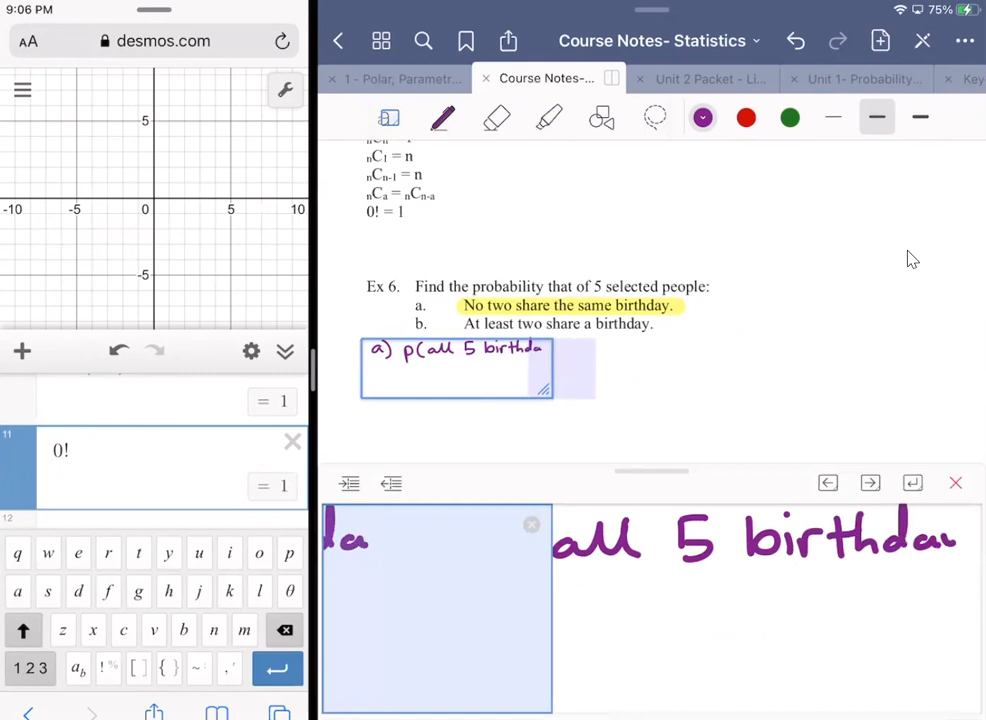 9:06 PM
75%
AA desmos.com
Course Notes- Statistics
1 - Polar, Parametr...
Course Notes-...
Unit 2 Packet - Li...
Unit 1- Probability...
Key
5
-10 -5 0 5 10
-5
= 1
11
0!
= 1
12
q w e r t y u i o p
a s d f g h j k l θ
z x c v b n m
1 2 3 a_b ! % [ ] { } ~ : , '
nC1 = n
nCn-1 = n
nCa = nCn-a
0! = 1
Ex 6. Find the probability that of 5 selected people:
a. No two share the same birthday.
b. At least two share a birthday.
a) p(all 5 birthda
da
all 5 birthda